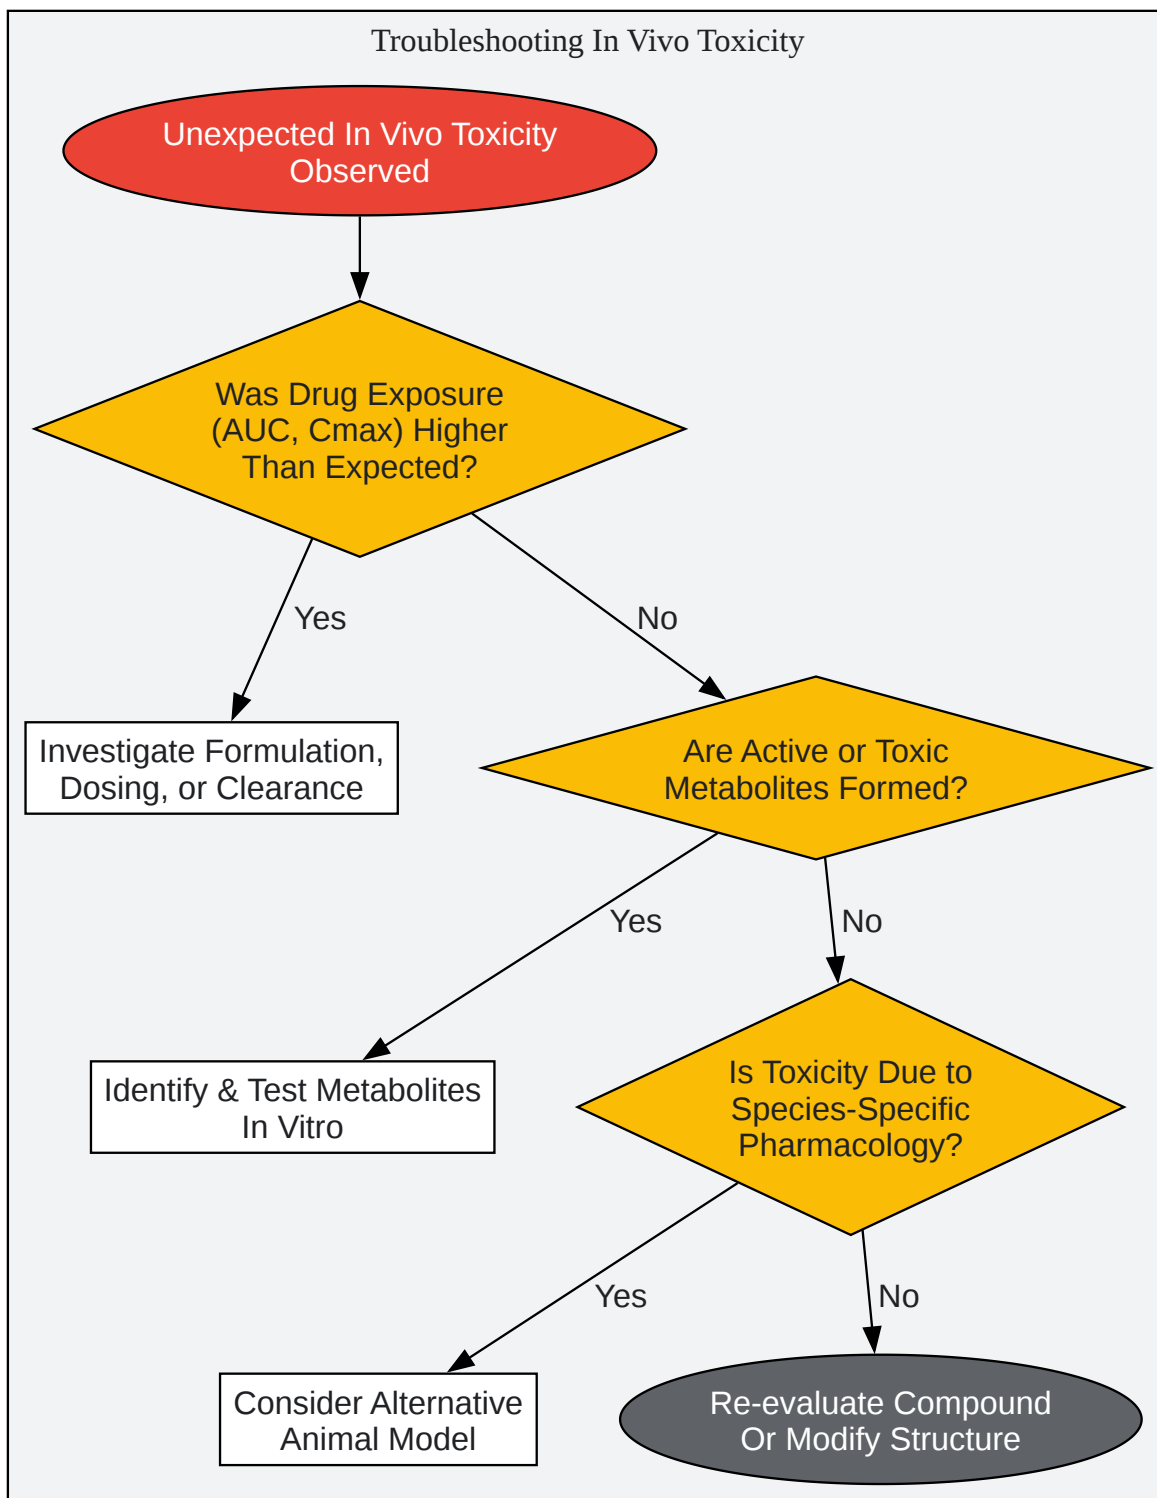 Troubleshooting In Vivo Toxicity
Unexpected In Vivo Toxicity
Observed
Was Drug Exposure
(AUC, Cmax) Higher
Than Expected?
Yes
No
Investigate Formulation,
Dosing, or Clearance
Are Active or Toxic
Metabolites Formed?
Yes
No
Identify & Test Metabolites
In Vitro
Is Toxicity Due to
Species-Specific
Pharmacology?
Yes
No
Consider Alternative
Animal Model
Re-evaluate Compound
Or Modify Structure